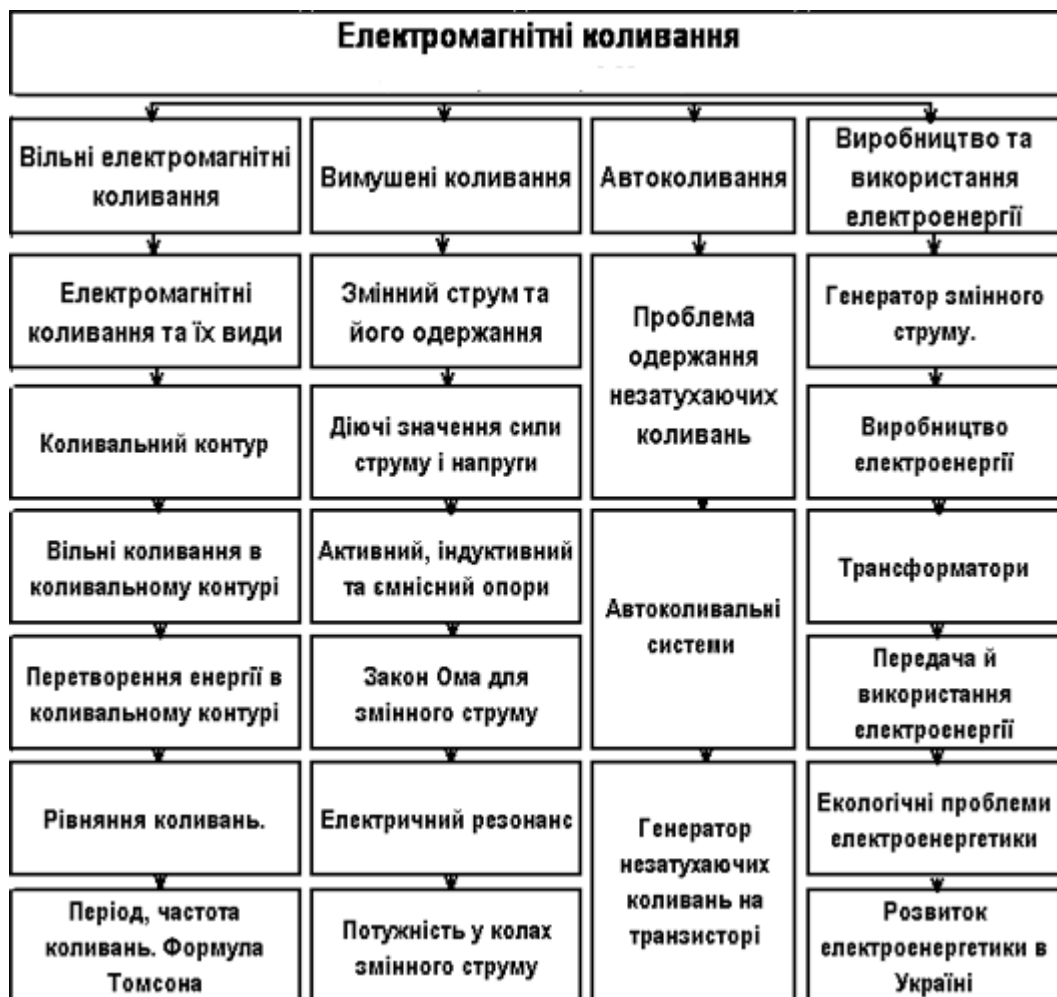 Електромагнітні коливання
Вільні електромагнітні
коливання
Вимушені коливання
Автоколивання
Виробництво та
використання
електроенергії
Електромагнітні
коливання та їх види
Змінний струм та
його одержання
Проблема
одержання
незатухаючих
коливань
Генератор змінного
струму.
Коливальний контур
Діючі значення сили
струму і напруги
Виробництво
електроенергії
Вільні коливання в
коливальному контурі
Активний, індуктивний
та ємнісний опори
Автоколивальні
системи
Трансформатори
Перетворення енергії в
коливальному контурі
Закон Ома для
змінного струму
Передача й
використання
електроенергії
Рівняння коливань.
Електричний резонанс
Генератор
незатухаючих
коливань на
транзисторі
Екологічні проблеми
електроенергетики
Період, частота
коливань. Формула
Томсона
Потужність у колах
змінного струму
Розвиток
електроенергетики в
Україні